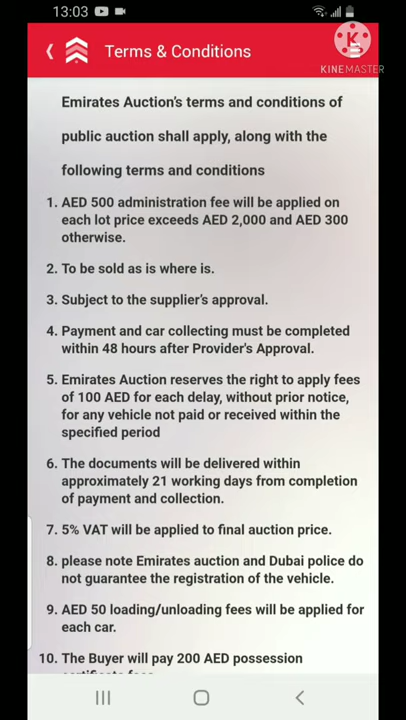 13:03
Terms & Conditions
KINEMASTER
Emirates Auction's terms and conditions of
public auction shall apply, along with the
following terms and conditions
1. AED 500 administration fee will be applied on
each lot price exceeds AED 2,000 and AED 300
otherwise.
2. To be sold as is where is.
3. Subject to the supplier's approval.
4. Payment and car collecting must be completed
within 48 hours after Provider's Approval.
5. Emirates Auction reserves the right to apply fees
of 100 AED for each delay, without prior notice,
for any vehicle not paid or received within the
specified period
6. The documents will be delivered within
approximately 21 working days from completion
of payment and collection.
7. 5% VAT will be applied to final auction price.
8. please note Emirates auction and Dubai police do
not guarantee the registration of the vehicle.
9. AED 50 loading/unloading fees will be applied for
each car.
10. The Buyer will pay 200 AED possession
certificate fees